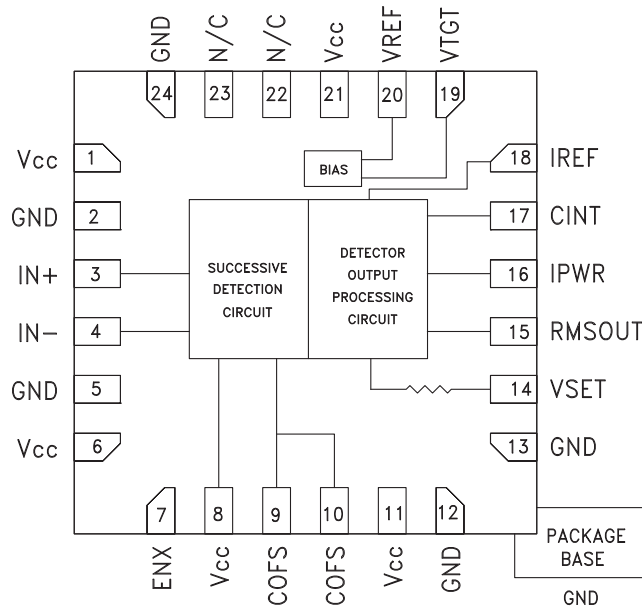 GND
N/C
N/C
Vcc
VREF
VTGT
24
23
22
21
20
19
Vcc
1
BIAS
18
IREF
GND
2
17
CINT
IN+
3
SUCCESSIVE
DETECTION
CIRCUIT
DETECTOR
OUTPUT
PROCESSING
CIRCUIT
16
IPWR
IN-
4
15
RMSOUT
GND
5
14
VSET
Vcc
6
13
GND
7
8
9
10
11
12
ENX
Vcc
COFS
COFS
Vcc
GND
PACKAGE
BASE
GND